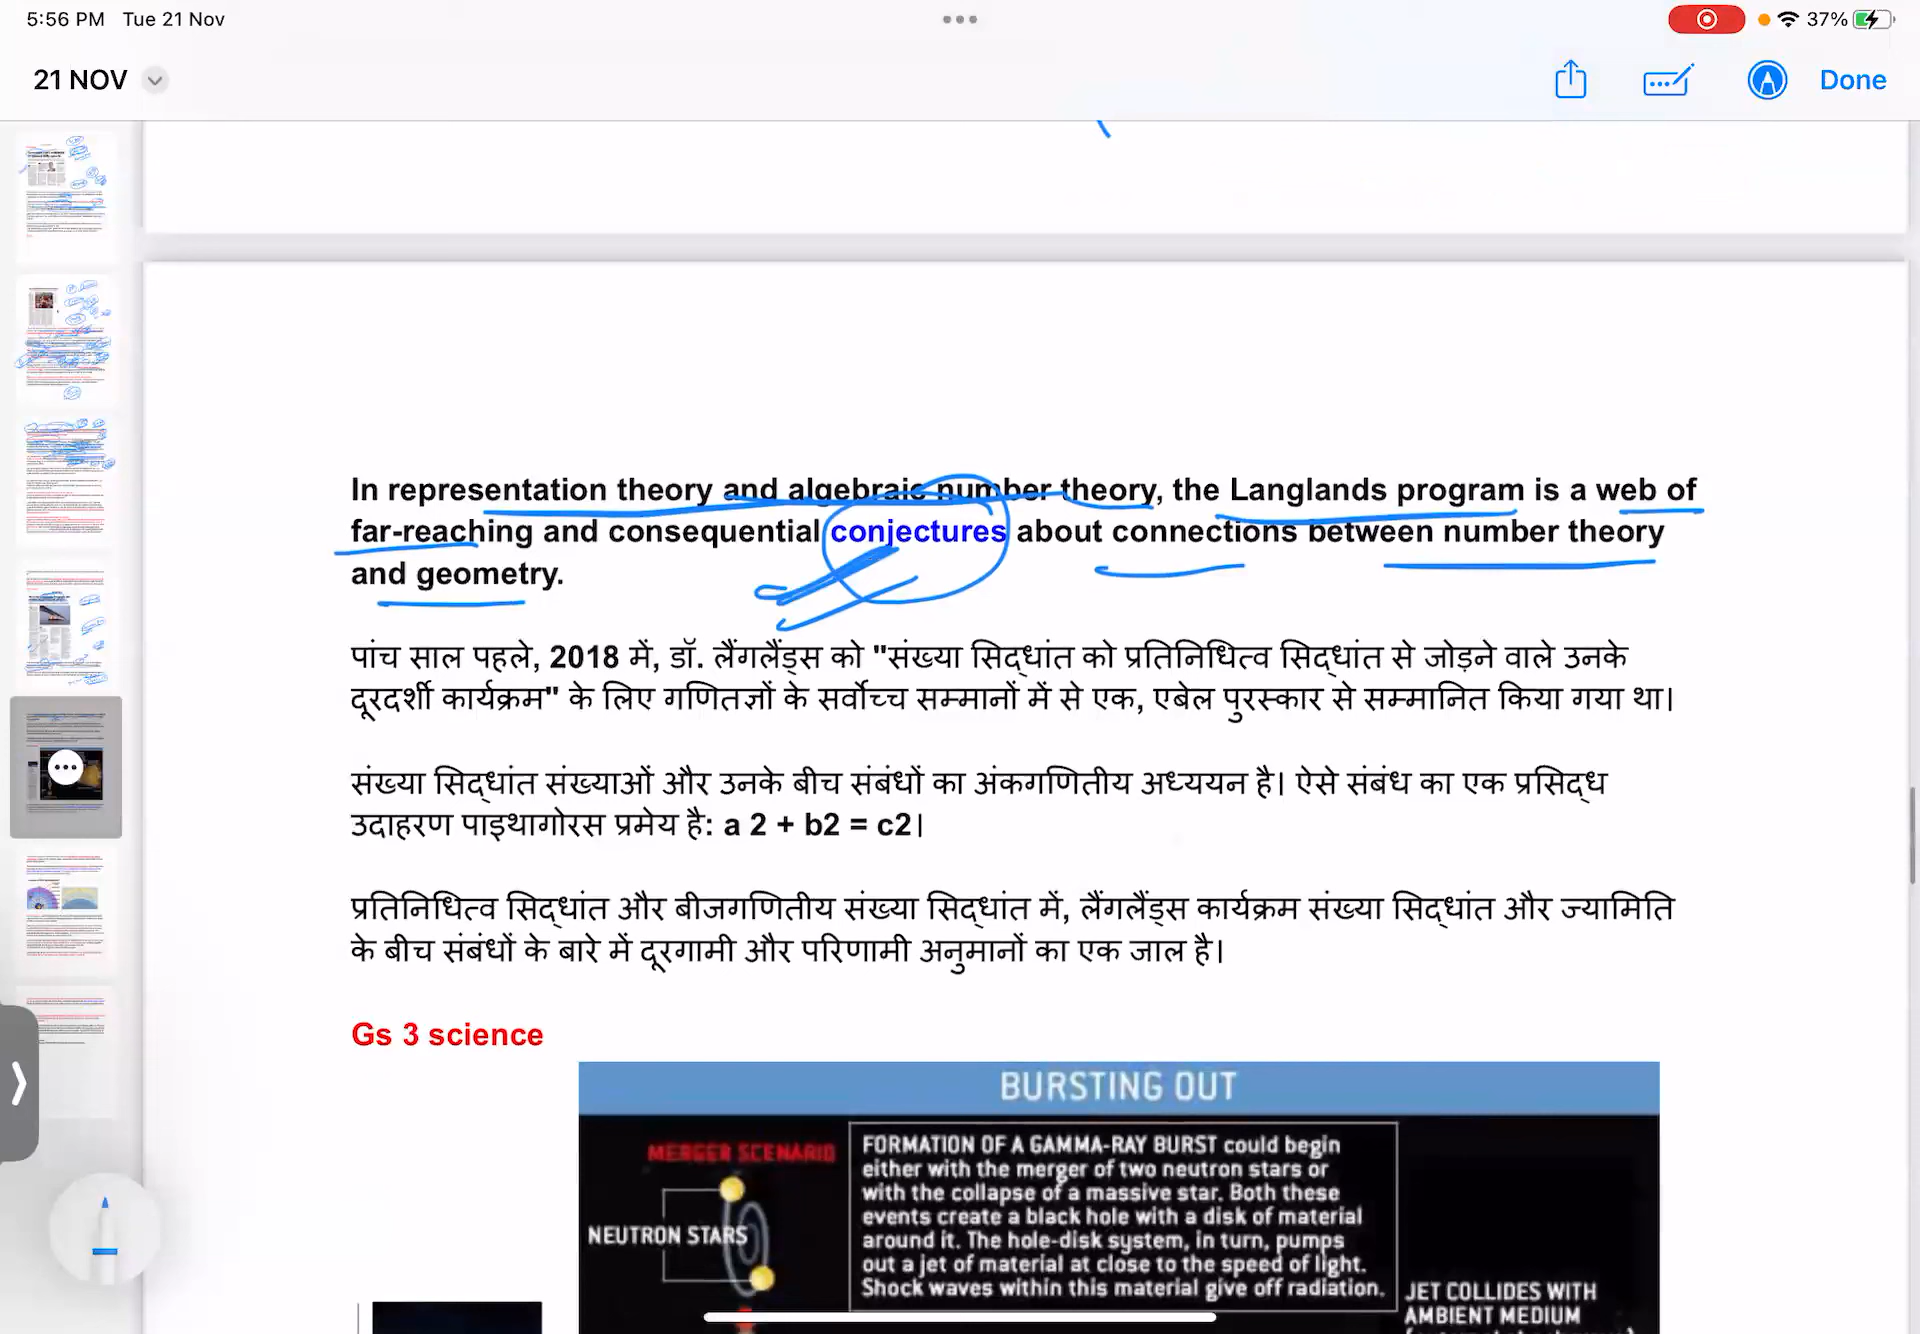 5:56 PM Tue 21 Nov
37%
21 NOV
Done
In representation theory and algebraic number theory, the Langlands program is a web of
far-reaching and consequential conjectures about connections between number theory
and geometry.
पांच साल पहले, 2018 में, डॉ. लैंगलैंड्स को "संख्या सिद्धांत को प्रतिनिधित्व सिद्धांत से जोड़ने वाले उनके
दूरदर्शी कार्यक्रम" के लिए गणितज्ञों के सर्वोच्च सम्मानों में से एक, एबेल पुरस्कार से सम्मानित किया गया था।
संख्या सिद्धांत संख्याओं और उनके बीच संबंधों का अंकगणितीय अध्ययन है। ऐसे संबंध का एक प्रसिद्ध
उदाहरण पाइथागोरस प्रमेय है: a 2 + b2 = c2।
प्रतिनिधित्व सिद्धांत और बीजगणितीय संख्या सिद्धांत में, लैंगलैंड्स कार्यक्रम संख्या सिद्धांत और ज्यामिति
के बीच संबंधों के बारे में दूरगामी और परिणामी अनुमानों का एक जाल है।
Gs 3 science
BURSTING OUT
MERGER SCENARIO
NEUTRON STARS
FORMATION OF A GAMMA-RAY BURST could begin
either with the merger of two neutron stars or
with the collapse of a massive star. Both these
events create a black hole with a disk of material
around it. The hole-disk system, in turn, pumps
out a jet of material at close to the speed of light.
Shock waves within this material give off radiation.
JET COLLIDES WITH
AMBIENT MEDIUM